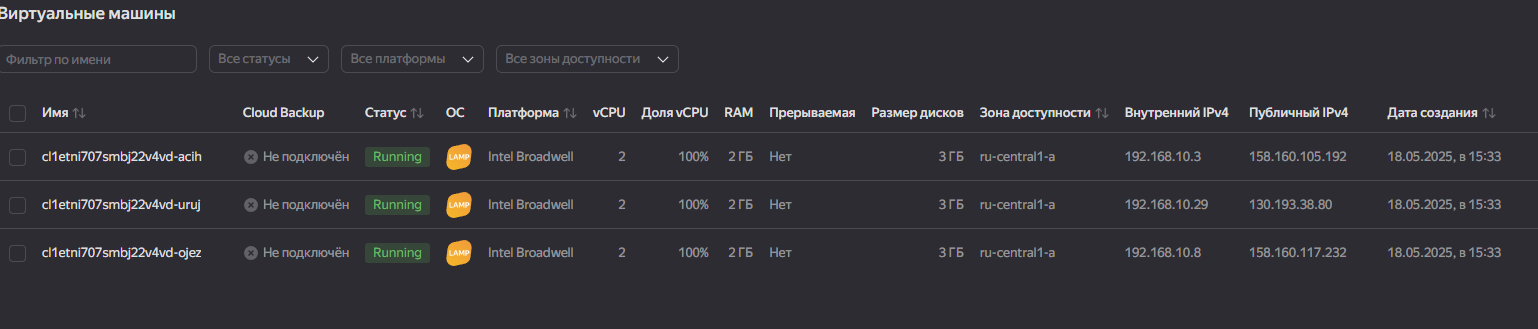 Виртуальные машины
Фильтр по имени Все статусы Все платформы Все зоны доступности
Имя Cloud Backup Статус ОС Платформа vCPU Доля vCPU RAM Прерываемая Размер дисков Зона доступности Внутренний IPv4 Публичный IPv4 Дата создания
cl1etni707smbj22v4vd-acih Не подключён Running LAMP Intel Broadwell 2 100% 2 ГБ Нет 3 ГБ ru-central1-a 192.168.10.3 158.160.105.192 18.05.2025, в 15:33
cl1etni707smbj22v4vd-uruj Не подключён Running LAMP Intel Broadwell 2 100% 2 ГБ Нет 3 ГБ ru-central1-a 192.168.10.29 130.193.38.80 18.05.2025, в 15:33
cl1etni707smbj22v4vd-ojez Не подключён Running LAMP Intel Broadwell 2 100% 2 ГБ Нет 3 ГБ ru-central1-a 192.168.10.8 158.160.117.232 18.05.2025, в 15:33